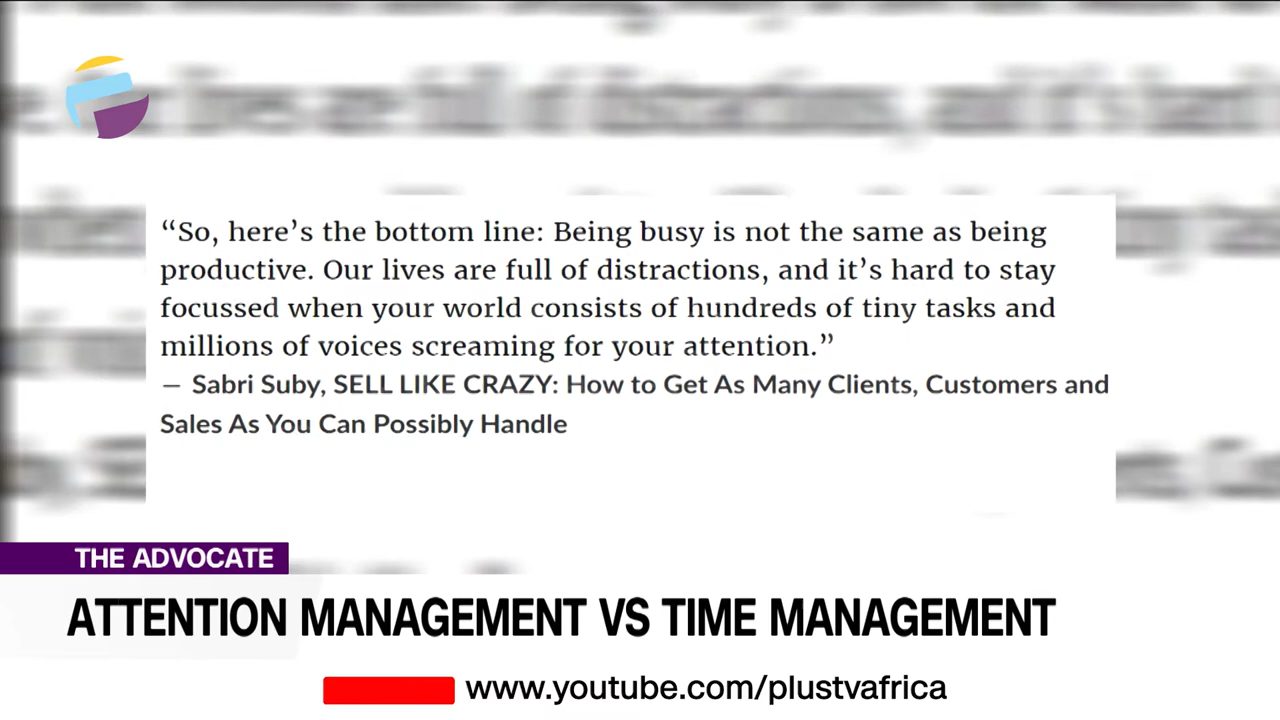 “So, here’s the bottom line: Being busy is not the same as being
productive. Our lives are full of distractions, and it’s hard to stay
focussed when your world consists of hundreds of tiny tasks and
millions of voices screaming for your attention.”
― Sabri Suby, SELL LIKE CRAZY: How to Get As Many Clients, Customers and
Sales As You Can Possibly Handle
THE ADVOCATE
ATTENTION MANAGEMENT VS TIME MANAGEMENT
www.youtube.com/plustvafrica